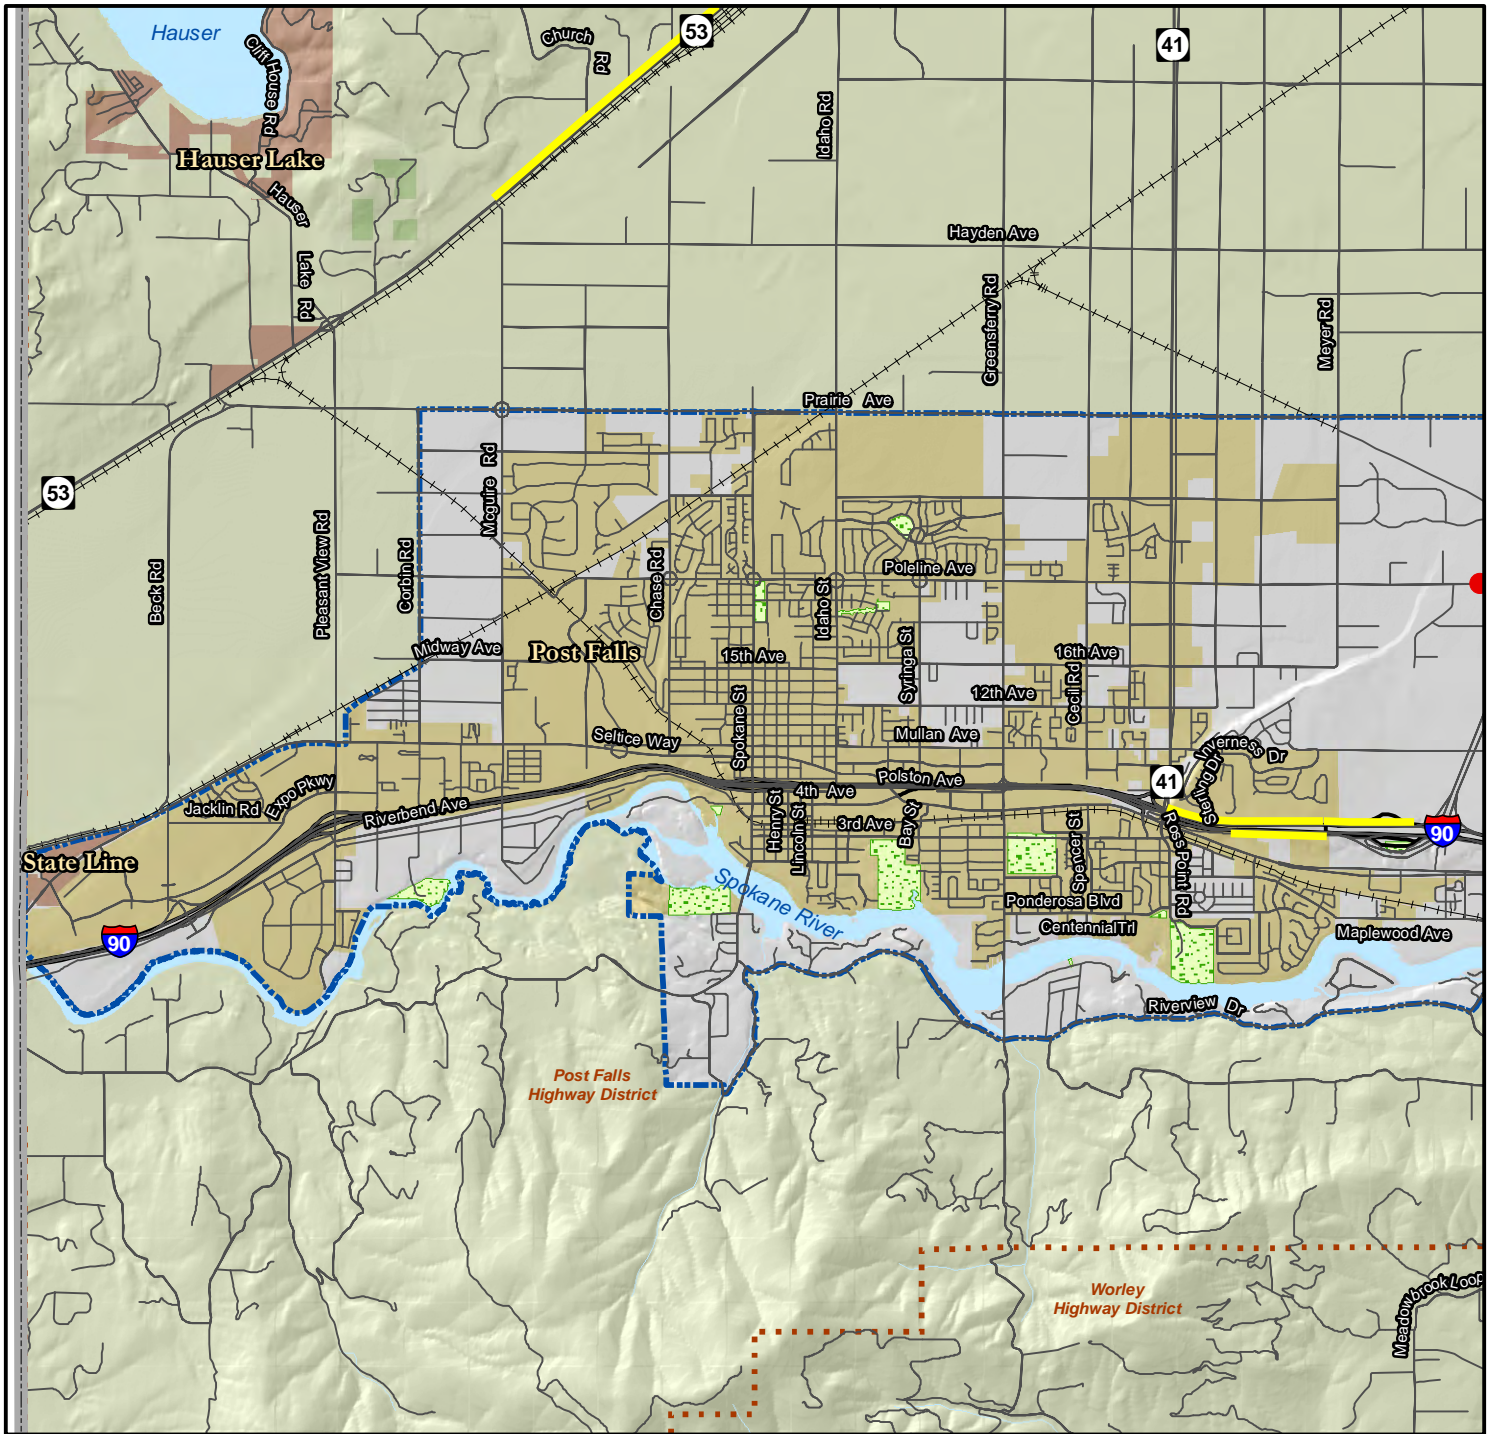 Hauser
Church
Rd
53
41
Cliff House Rd
Idaho Rd
Hauser Lake
Hauser
Lake
Rd
Hayden Ave
Greensferry Rd
Meyer Rd
Prairie Ave
53
Mcguire Rd
Beck Rd
Pleasant View Rd
Corbin Rd
Chase Rd
Poleline Ave
Idaho St
Midway Ave
Post Falls
15th Ave
Syringa St
16th Ave
Cecil Rd
12th Ave
Spokane St
Seltice Way
Mullan Ave
Inverness Dr
Sterling Dr
41
Polston Ave
4th Ave
Jacklin Rd
Expo Pkwy
Riverbend Ave
Henry St
Lincoln St
3rd Ave
Bay St
Spencer St
Ross Point Rd
90
State Line
Spokane River
Ponderosa Blvd
CentennialTrl
Maplewood Ave
90
Riverview Dr
Post Falls
Highway District
Worley
Highway District
Meadowbrook Loop